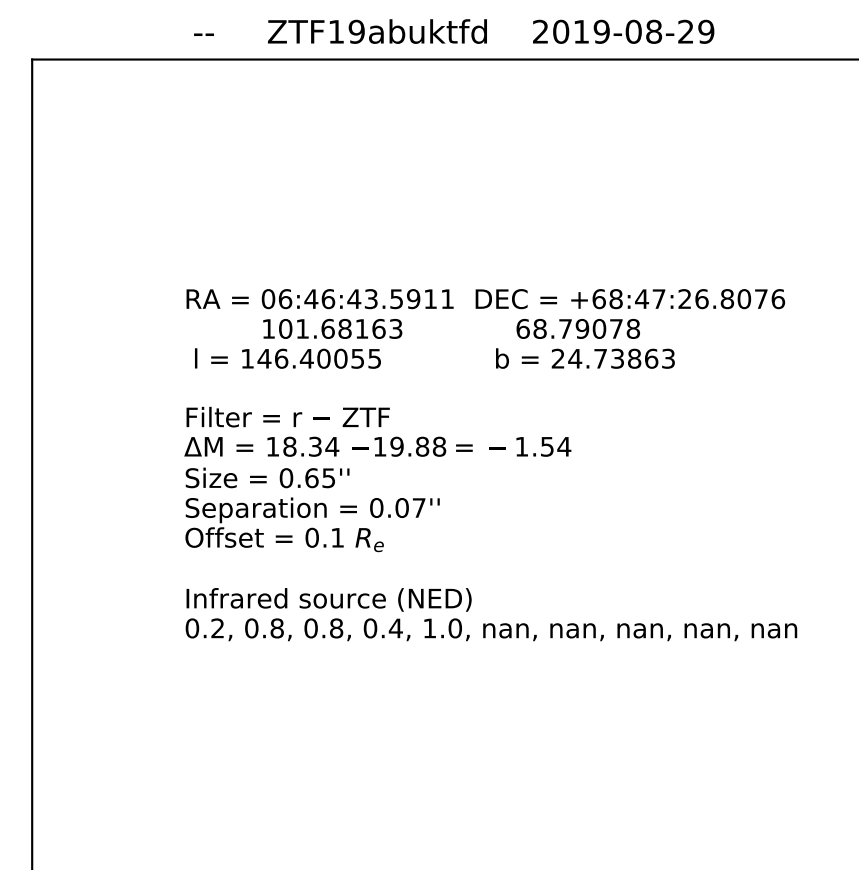 -- ZTF19abuktfd 2019-08-29
RA = 06:46:43.5911 DEC = +68:47:26.8076
101.68163 68.79078
l = 146.40055 b = 24.73863
Filter = r − ZTF
ΔM = 18.34 −19.88 = − 1.54
Size = 0.65''
Separation = 0.07''
Offset = 0.1 Rₑ
Infrared source (NED)
0.2, 0.8, 0.8, 0.4, 1.0, nan, nan, nan, nan, nan